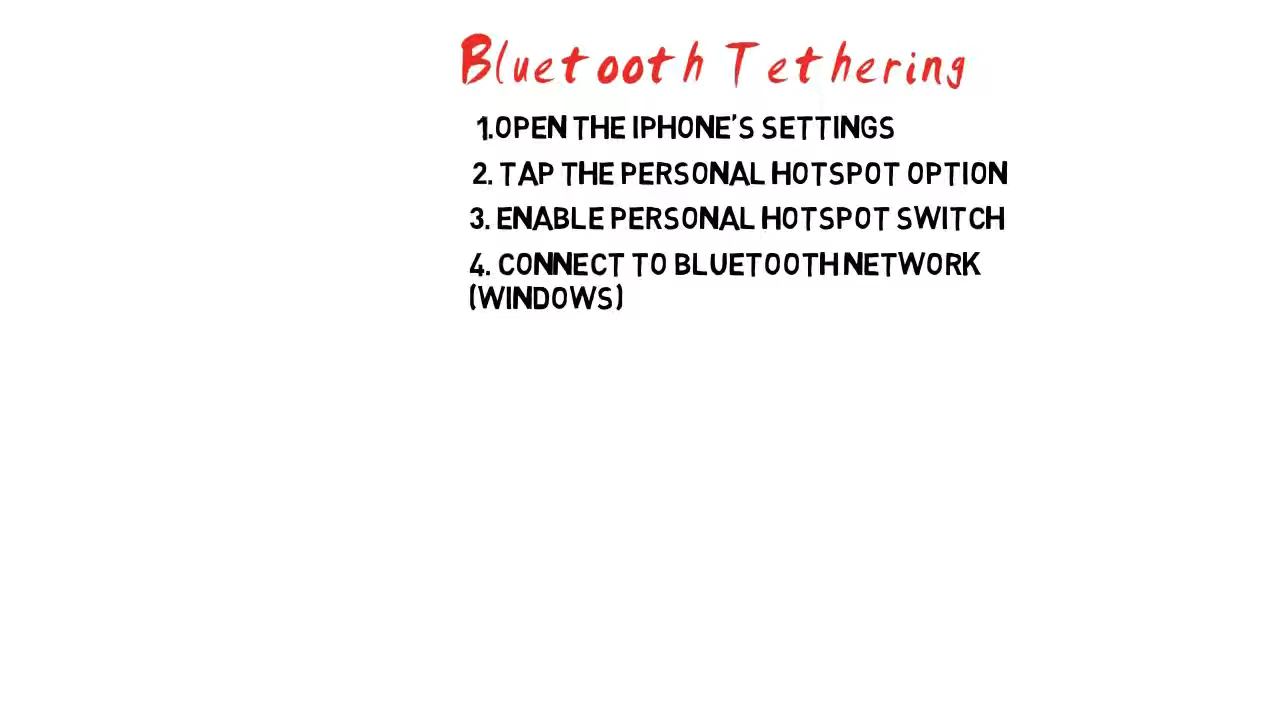 Bluetooth Tethering
1.OPEN THE IPHONE'S SETTINGS
2. TAP THE PERSONAL HOTSPOT OPTION
3. ENABLE PERSONAL HOTSPOT SWITCH
4. CONNECT TO BLUETOOTH NETWORK
(WINDOWS)